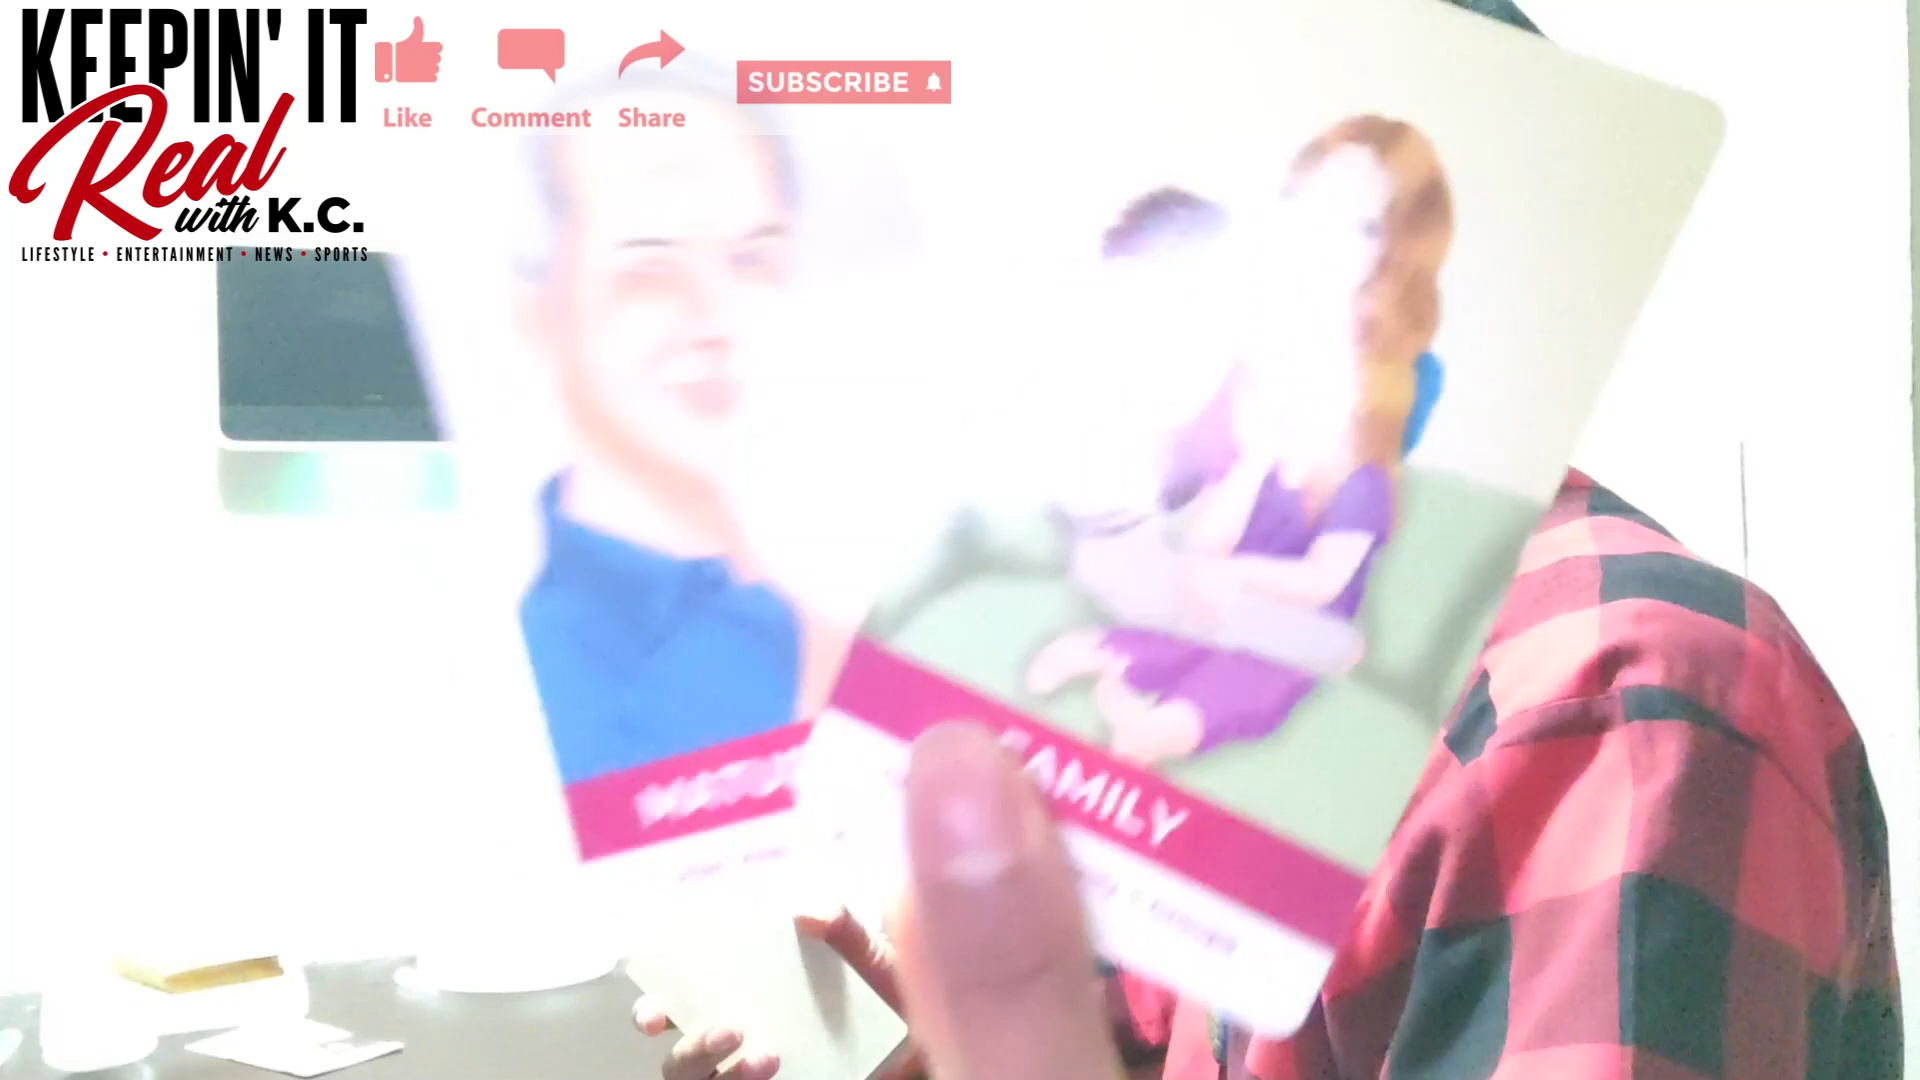 KEEPIN' IT
Real
with K.C.
LIFESTYLE • ENTERTAINMENT • NEWS • SPORTS
Like
Comment
Share
SUBSCRIBE
FAMILY